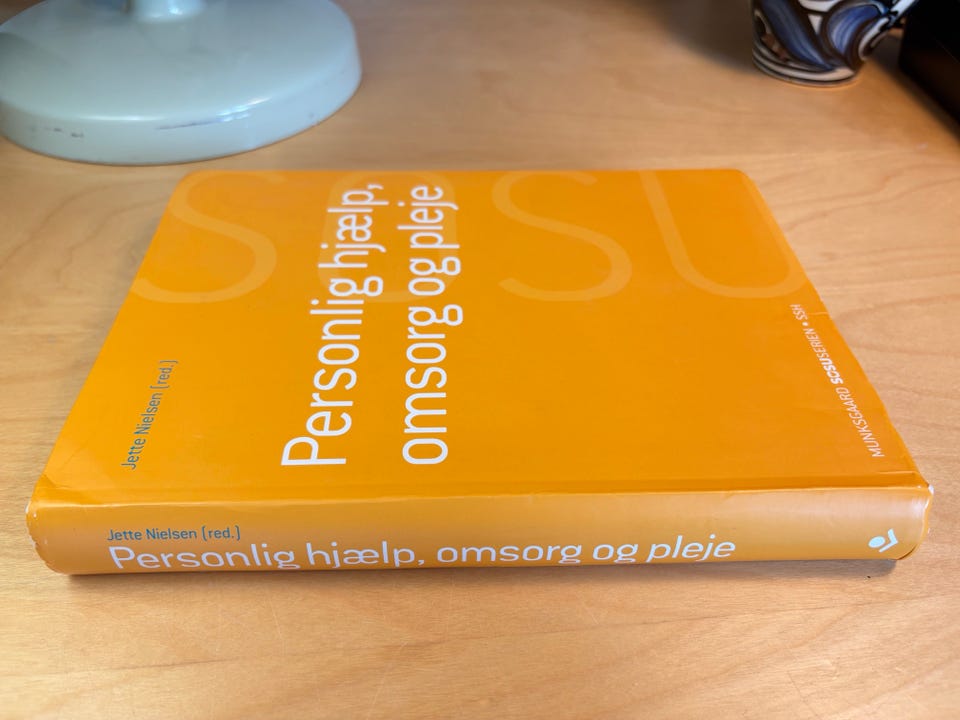 sosu
Jette Nielsen (red.)
Personlig hjælp,
omsorg og pleje
MUNKSGAARD SOSUSERIEN • SSH
Jette Nielsen (red.)
Personlig hjælp, omsorg og pleje